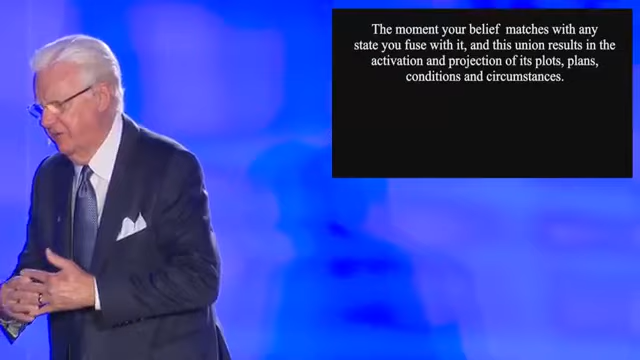 The moment your belief matches with any
state you fuse with it, and this union results in the
activation and projection of its plots, plans,
conditions and circumstances.